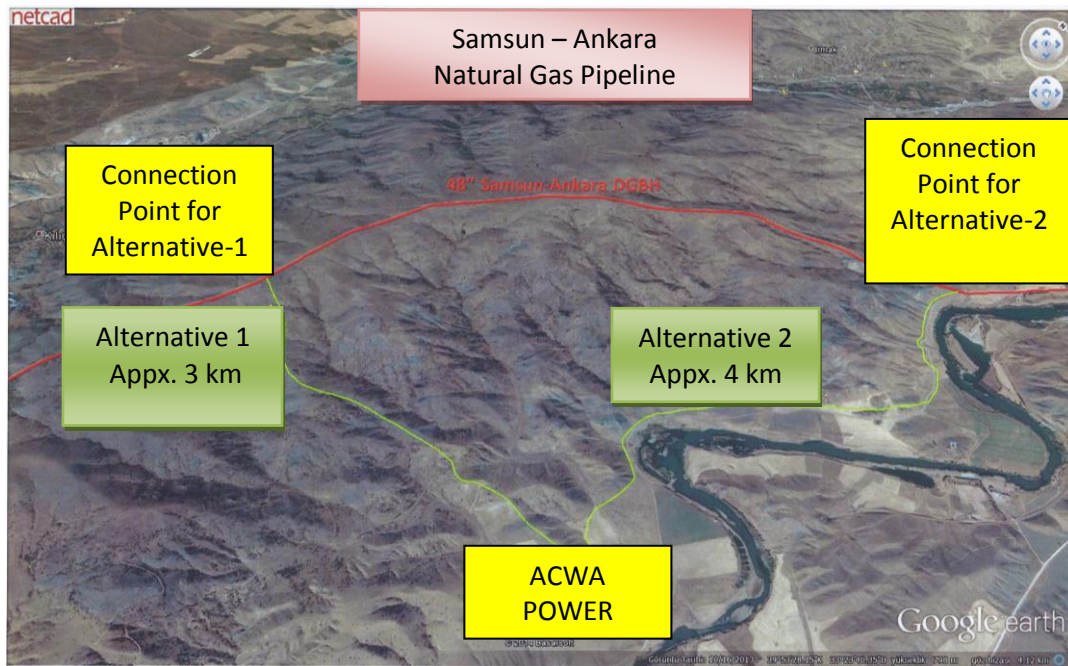 netcad
Samsun – Ankara
Natural Gas Pipeline
Connection
Point for
Alternative-1
Connection
Point for
Alternative-2
48" Samsun-Ankara DGBH
Alternative 1
Appx. 3 km
Alternative 2
Appx. 4 km
ACWA
POWER
Google earth